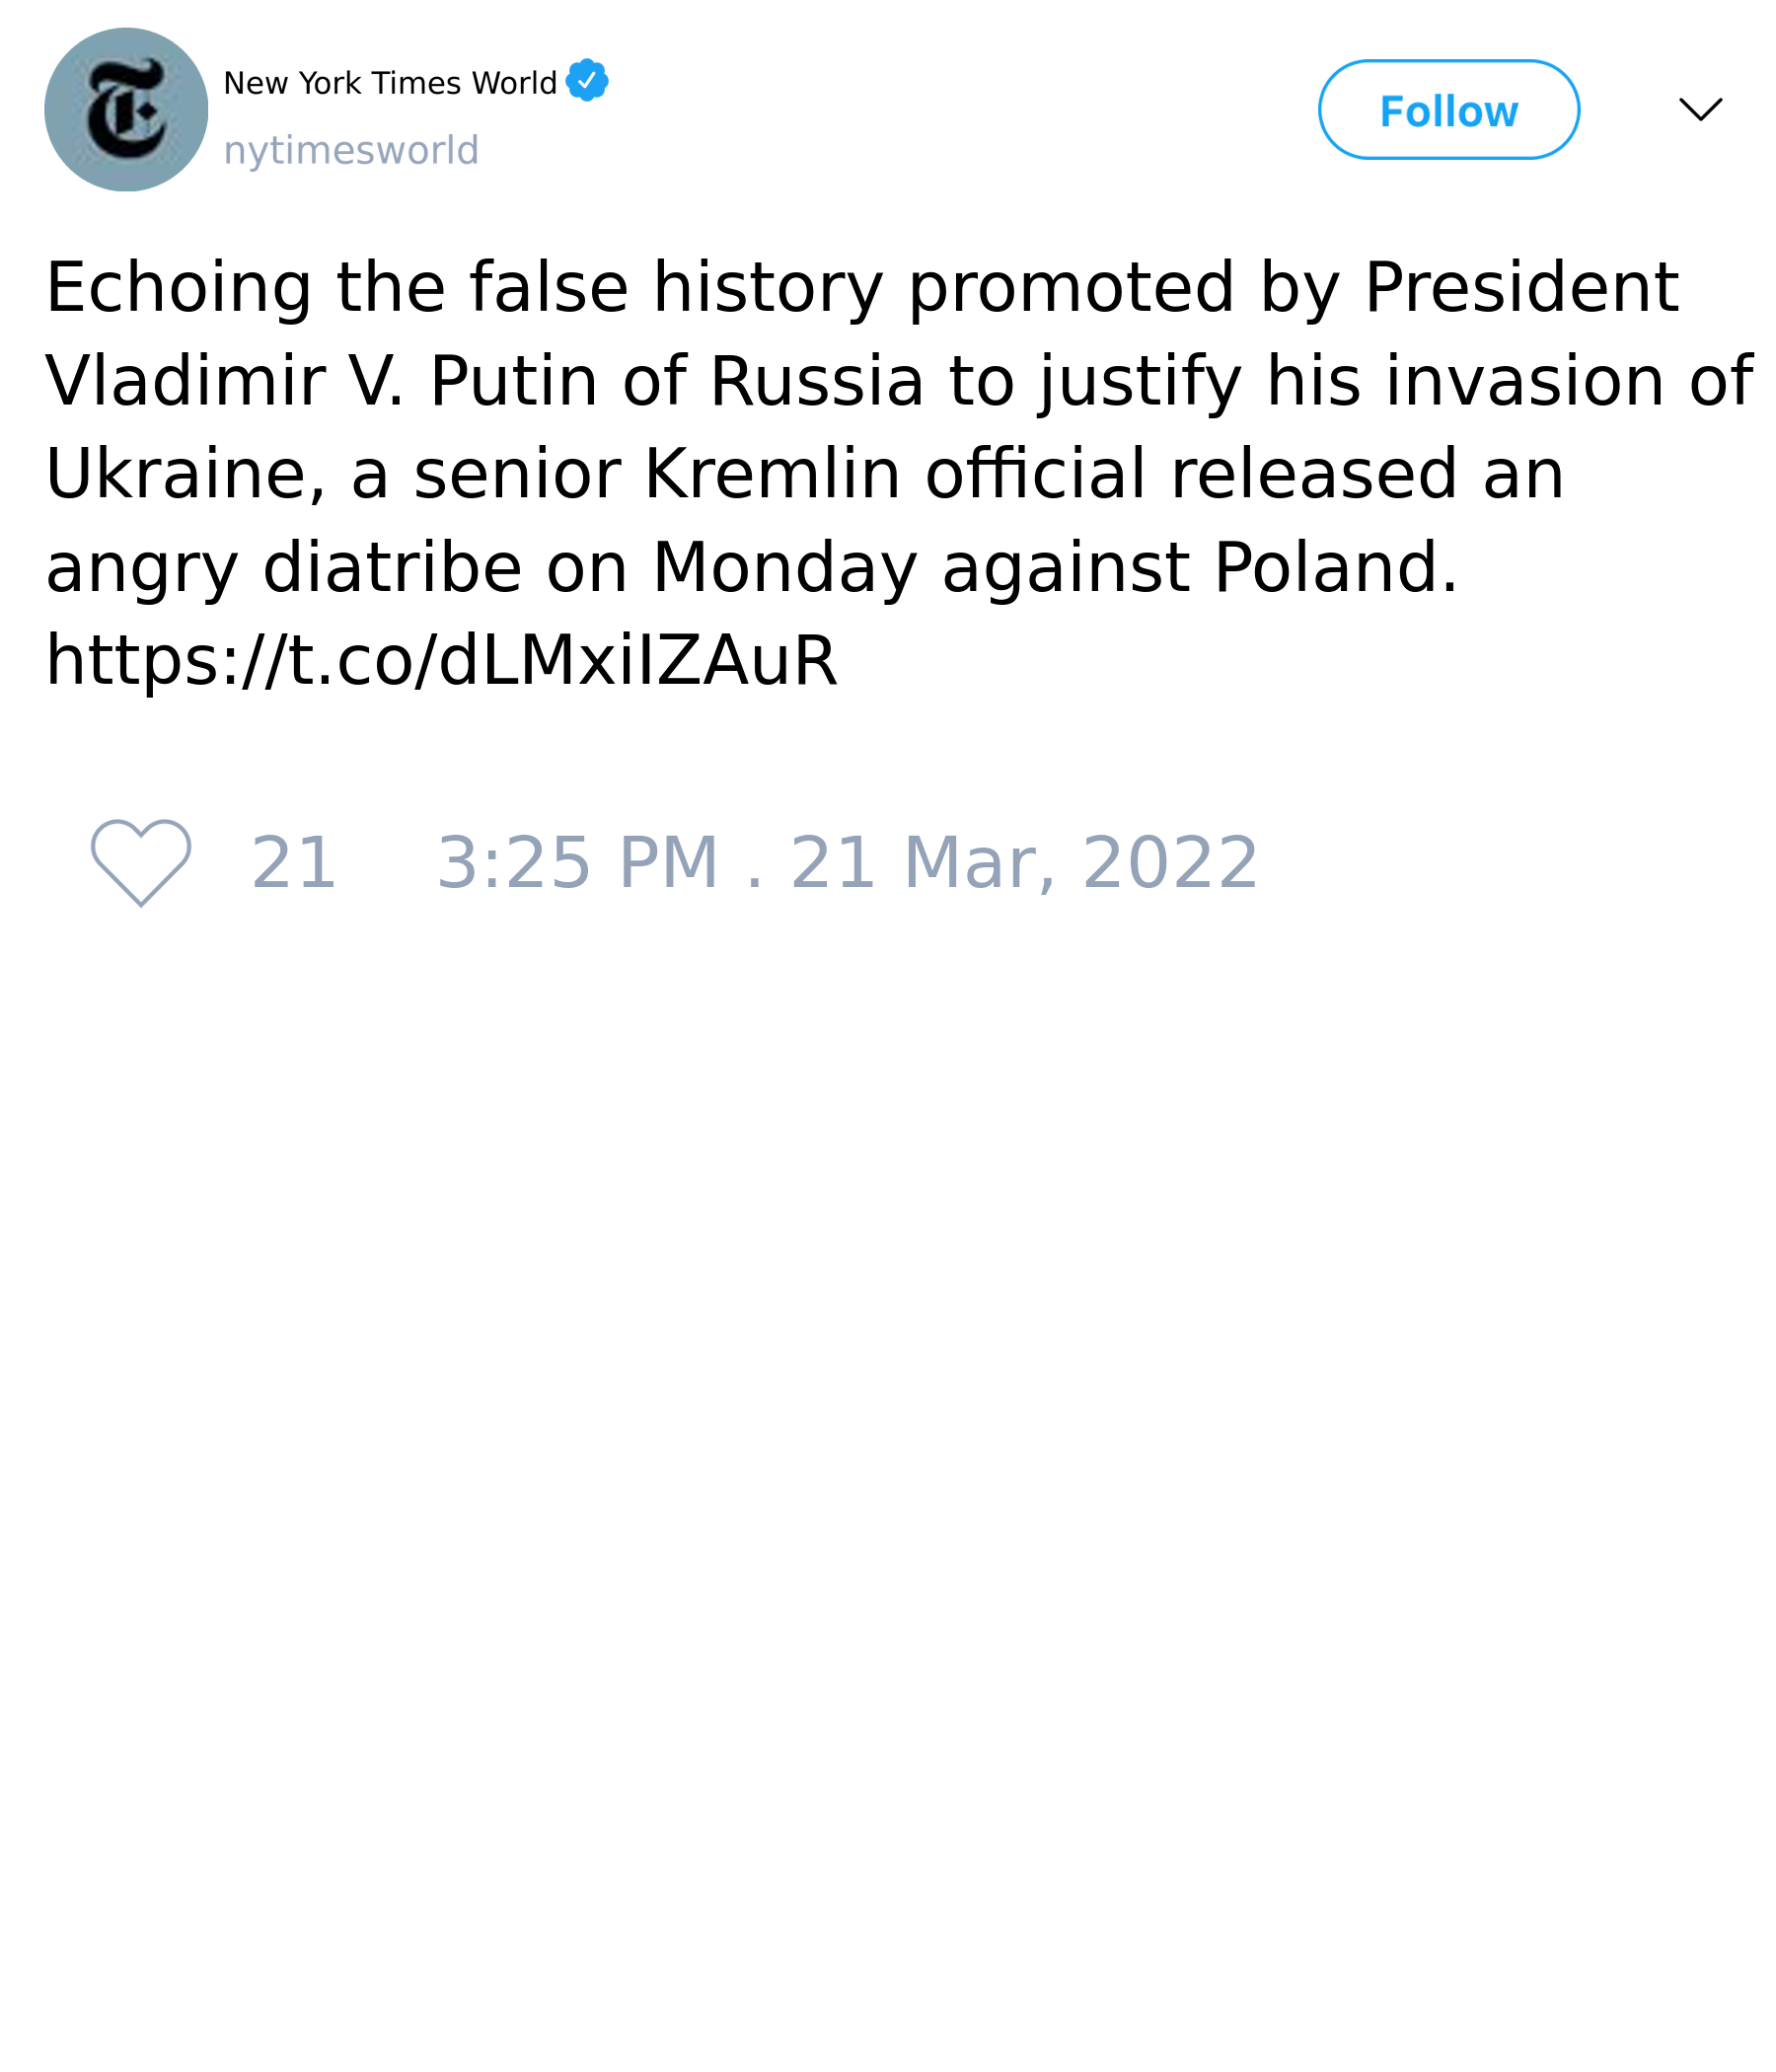 New York Times World
nytimesworld
Follow
Echoing the false history promoted by President
Vladimir V. Putin of Russia to justify his invasion of
Ukraine, a senior Kremlin official released an
angry diatribe on Monday against Poland.
https://t.co/dLMxiIZAuR
21 3:25 PM . 21 Mar, 2022